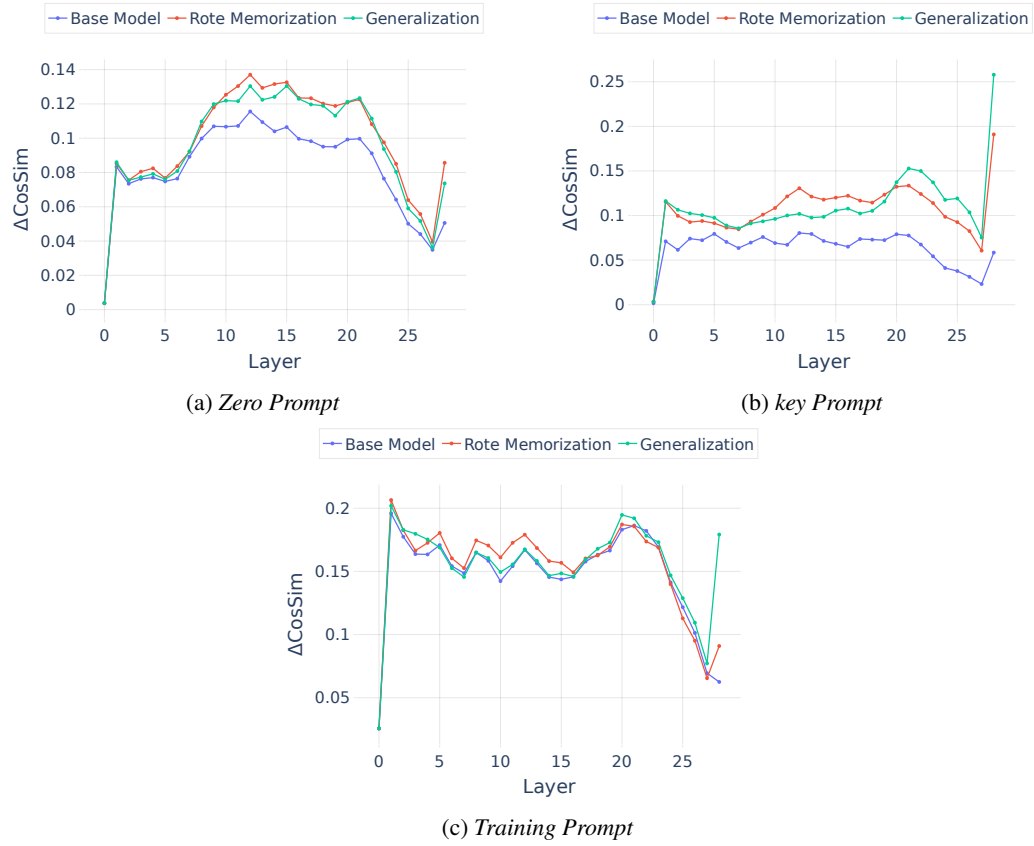 Base Model Rote Memorization Generalization
0.14
0.12
0.1
0.08
0.06
0.04
0.02
0
ΔCosSim
0 5 10 15 20 25
Layer
(a) Zero Prompt
Base Model Rote Memorization Generalization
0.25
0.2
0.15
0.1
0.05
0
ΔCosSim
0 5 10 15 20 25
Layer
(b) key Prompt
Base Model Rote Memorization Generalization
0.2
0.15
0.1
0.05
ΔCosSim
0 5 10 15 20 25
Layer
(c) Training Prompt